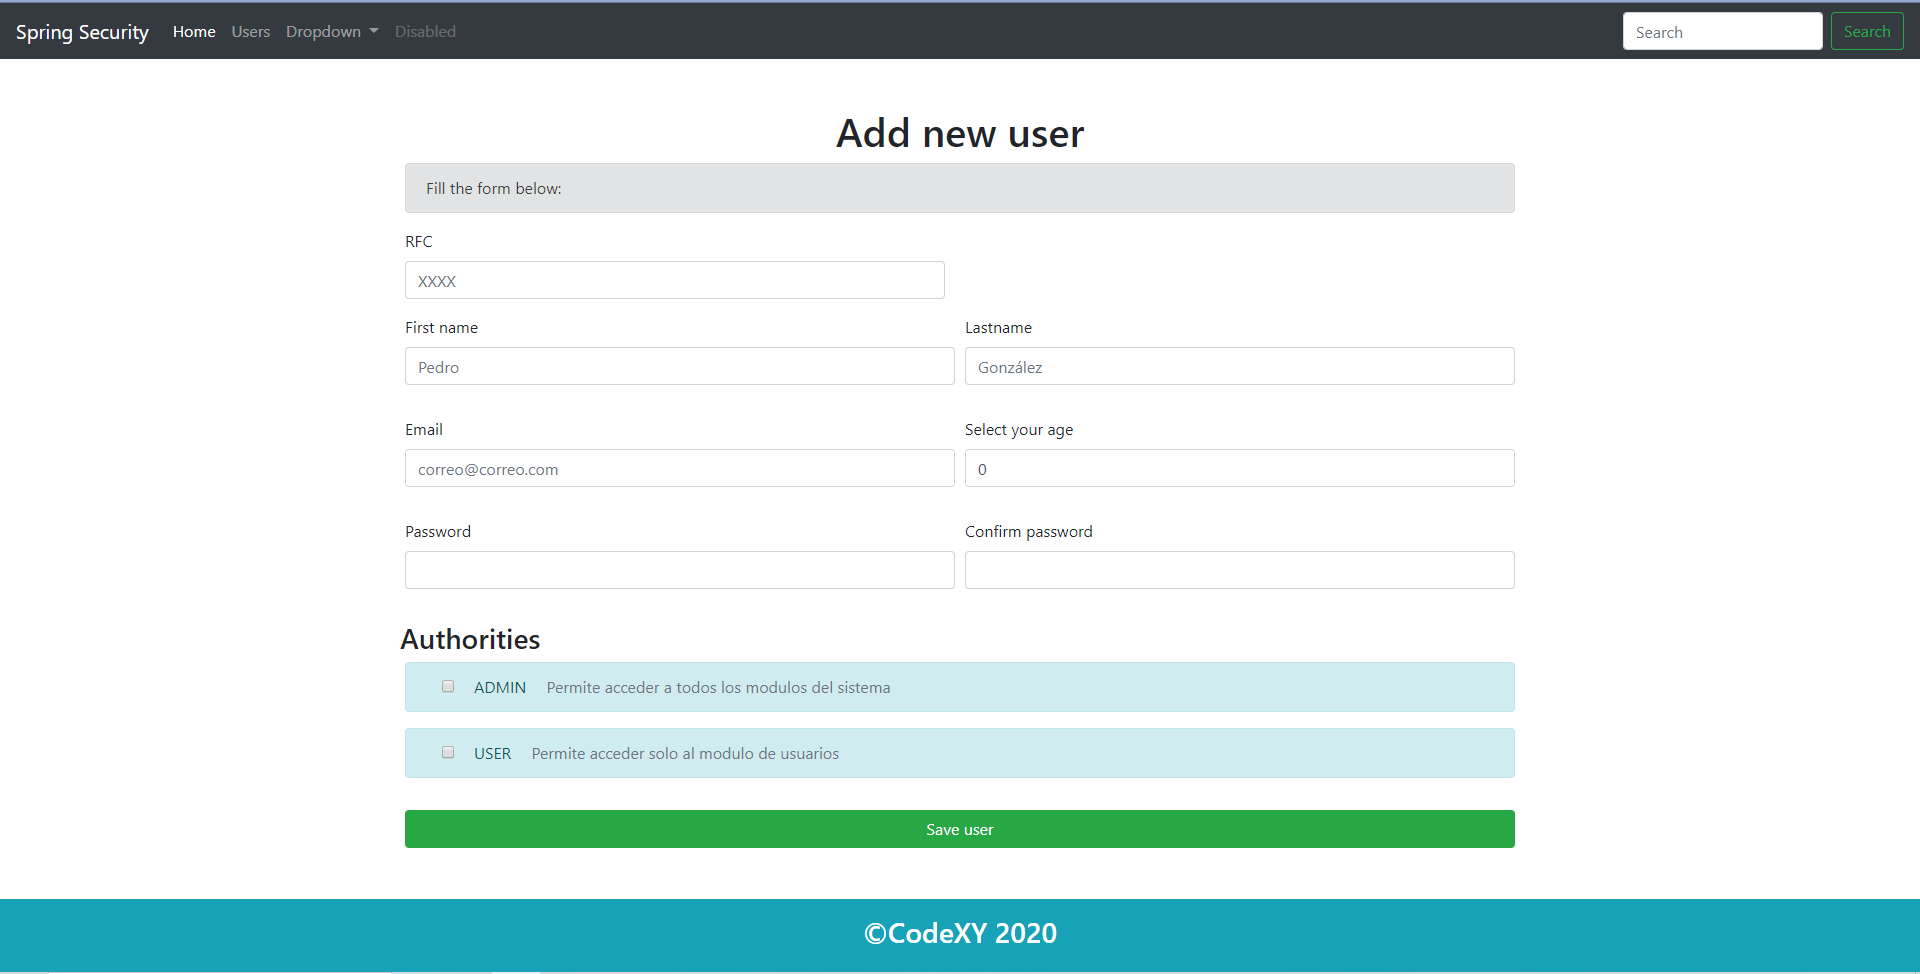 Spring Security Home Users Dropdown Disabled Search Search
Add new user
Fill the form below:
RFC
XXXX
First name Lastname
Pedro González
Email Select your age
correo@correo.com 0
Password Confirm password
Authorities
ADMIN Permite acceder a todos los modulos del sistema
USER Permite acceder solo al modulo de usuarios
Save user
©CodeXY 2020